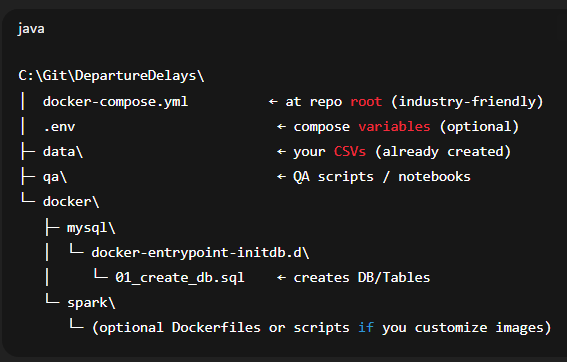 java
C:\Git\DepartureDelays\
│  docker-compose.yml          ← at repo root (industry-friendly)
│  .env                         ← compose variables (optional)
├─ data\                        ← your CSVs (already created)
├─ qa\                          ← QA scripts / notebooks
└─ docker\
   ├─ mysql\
   │  └─ docker-entrypoint-initdb.d\
   │     └─ 01_create_db.sql    ← creates DB/Tables
   └─ spark\
      └─ (optional Dockerfiles or scripts if you customize images)